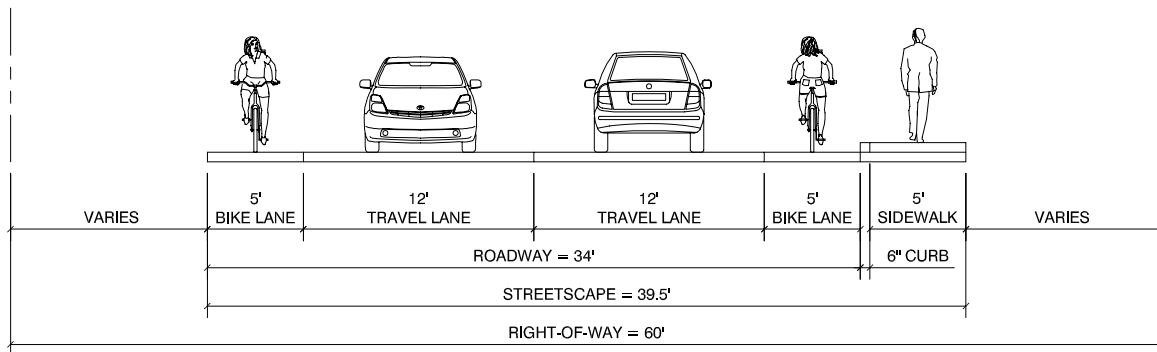 VARIES
5'
BIKE LANE
12'
TRAVEL LANE
12'
TRAVEL LANE
5'
BIKE LANE
5'
SIDEWALK
VARIES
ROADWAY = 34'
6" CURB
STREETSCAPE = 39.5'
RIGHT-OF-WAY = 60'